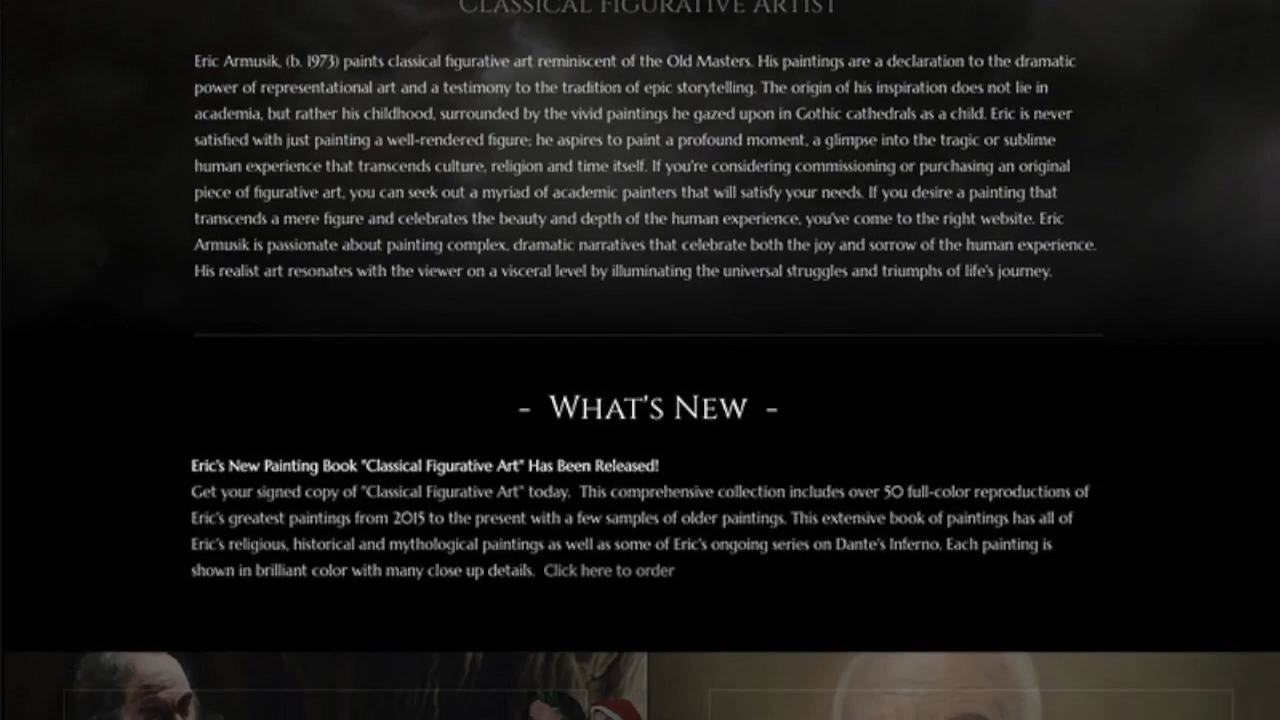 CLASSICAL FIGURATIVE ARTIST
Eric Armusik, (b. 1973) paints classical figurative art reminiscent of the Old Masters. His paintings are a declaration to the dramatic
power of representational art and a testimony to the tradition of epic storytelling. The origin of his inspiration does not lie in
academia, but rather his childhood, surrounded by the vivid paintings he gazed upon in Gothic cathedrals as a child. Eric is never
satisfied with just painting a well-rendered figure; he aspires to paint a profound moment, a glimpse into the tragic or sublime
human experience that transcends culture, religion and time itself. If you're considering commissioning or purchasing an original
piece of figurative art, you can seek out a myriad of academic painters that will satisfy your needs. If you desire a painting that
transcends a mere figure and celebrates the beauty and depth of the human experience, you've come to the right website. Eric
Armusik is passionate about painting complex, dramatic narratives that celebrate both the joy and sorrow of the human experience.
His realist art resonates with the viewer on a visceral level by illuminating the universal struggles and triumphs of life's journey.
- WHAT'S NEW -
Eric's New Painting Book "Classical Figurative Art" Has Been Released!
Get your signed copy of "Classical Figurative Art" today. This comprehensive collection includes over 50 full-color reproductions of
Eric's greatest paintings from 2015 to the present with a few samples of older paintings. This extensive book of paintings has all of
Eric's religious, historical and mythological paintings as well as some of Eric's ongoing series on Dante's Inferno. Each painting is
shown in brilliant color with many close up details. Click here to order